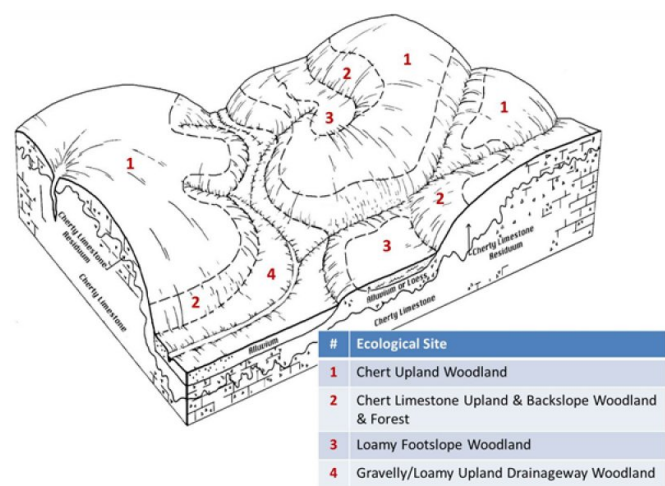 1
2
1
3
1
1
2
3
4
2
Cherty Limestone
Residuum
Cherty Limestone
Cherty Limestone
Residuum
Alluvium or Loess
Cherty Limestone
Alluvium
# Ecological Site
1 Chert Upland Woodland
2 Chert Limestone Upland & Backslope Woodland
& Forest
3 Loamy Footslope Woodland
4 Gravelly/Loamy Upland Drainageway Woodland